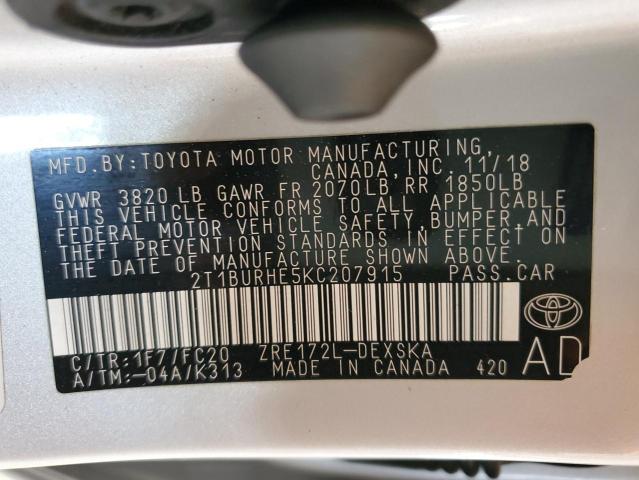 MFD. BY: TOYOTA MOTOR MANUFACTURING,
CANADA, INC. 11/18
GVWR 3820 LB GAWR FR 2070LB, RR 1850LB
THIS VEHICLE CONFORMS TO ALL APPLICABLE
FEDERAL MOTOR VEHICLE SAFETY, BUMPER, AND
THEFT PREVENTION STANDARDS IN EFFECT ON
THE DATE OF MANUFACTURE SHOWN ABOVE.
2T1BURHE5KC207915 PASS. CAR
C/TR: 1F7/FC20 ZRE172L-DEXSKA
A/TM: -04A/K313 MADE IN CANADA 420
AD